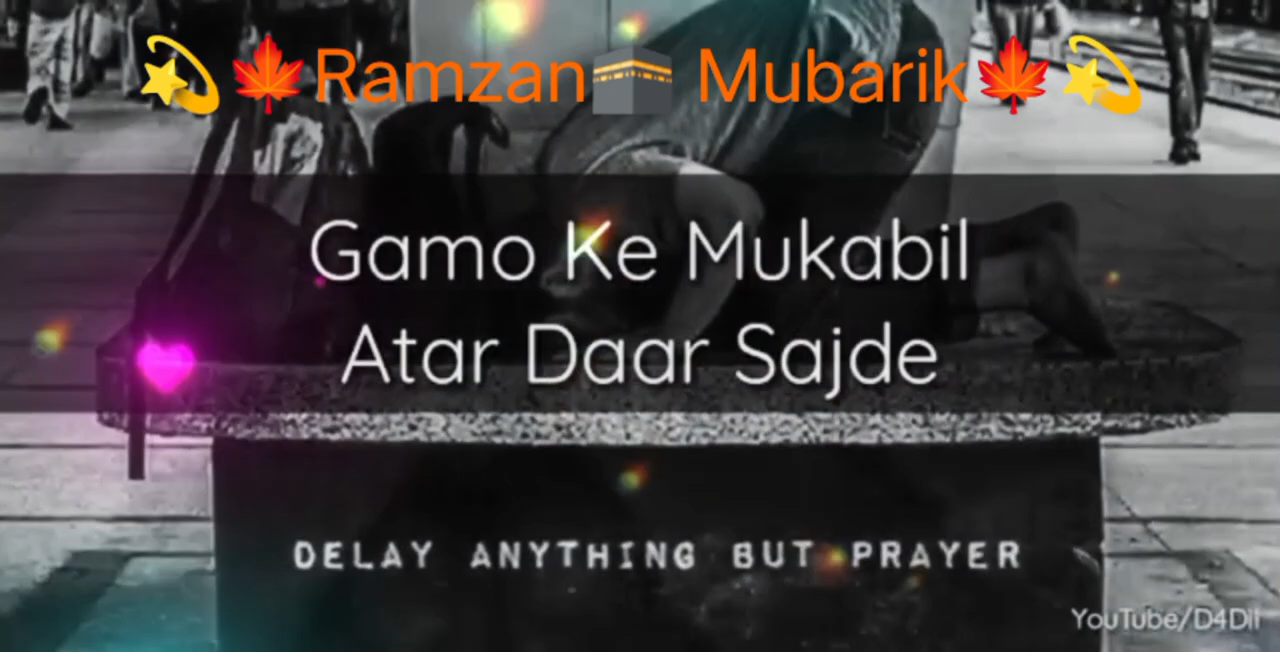 💫🍁Ramzan🕋 Mubarik🍁💫
Gamo Ke Mukabil
Atar Daar Sajde
DELAY ANYTHING BUT PRAYER
YouTube/D4Dil